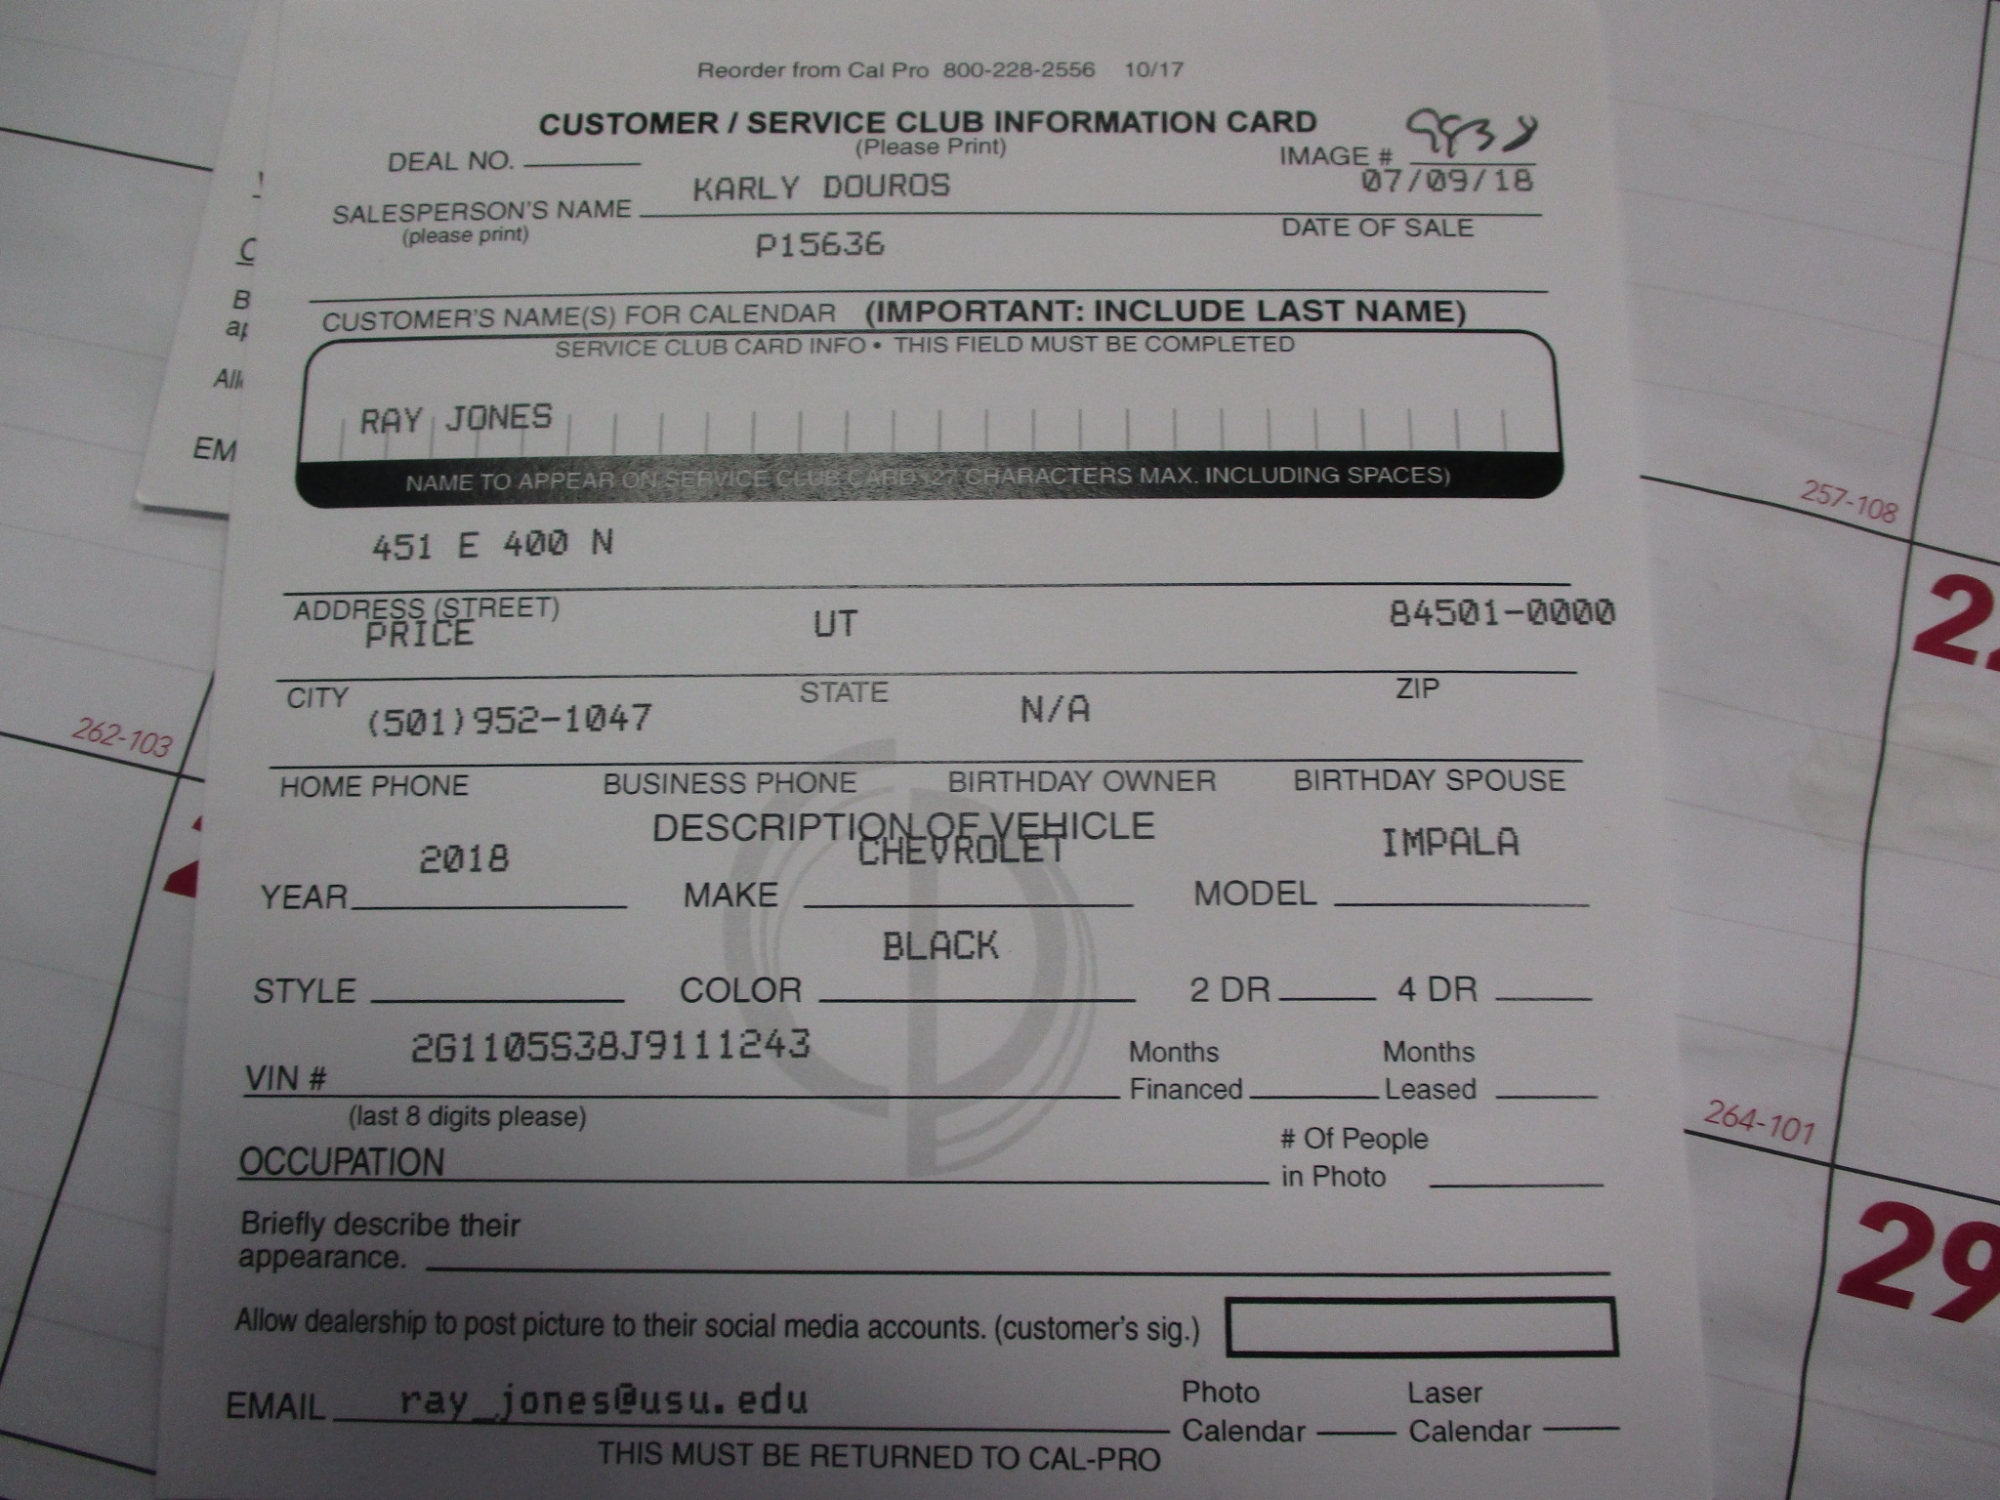 Reorder from Cal Pro 800-228-2556 10/17
CUSTOMER / SERVICE CLUB INFORMATION CARD
(Please Print)
DEAL NO.
IMAGE #
KARLY DOUROS
07/09/18
SALESPERSON'S NAME
(please print)
DATE OF SALE
P15636
CUSTOMER'S NAME(S) FOR CALENDAR (IMPORTANT: INCLUDE LAST NAME)
SERVICE CLUB CARD INFO • THIS FIELD MUST BE COMPLETED
RAY JONES
NAME TO APPEAR ON SERVICE CLUB CARD (27 CHARACTERS MAX. INCLUDING SPACES)
451 E 400 N
ADDRESS (STREET)
PRICE UT 84501-0000
CITY STATE ZIP
(501)952-1047 N/A
HOME PHONE BUSINESS PHONE BIRTHDAY OWNER BIRTHDAY SPOUSE
DESCRIPTION OF VEHICLE
2018 CHEVROLET IMPALA
YEAR MAKE MODEL
BLACK
STYLE COLOR 2 DR 4 DR
2G1105S38J9111243
VIN #
(last 8 digits please)
Months Financed
Months Leased
OCCUPATION
# Of People in Photo
Briefly describe their
appearance.
Allow dealership to post picture to their social media accounts. (customer's sig.)
EMAIL ray_jones@usu.edu
Photo Calendar
Laser Calendar
THIS MUST BE RETURNED TO CAL-PRO
257-108
262-103
264-101
29
EM